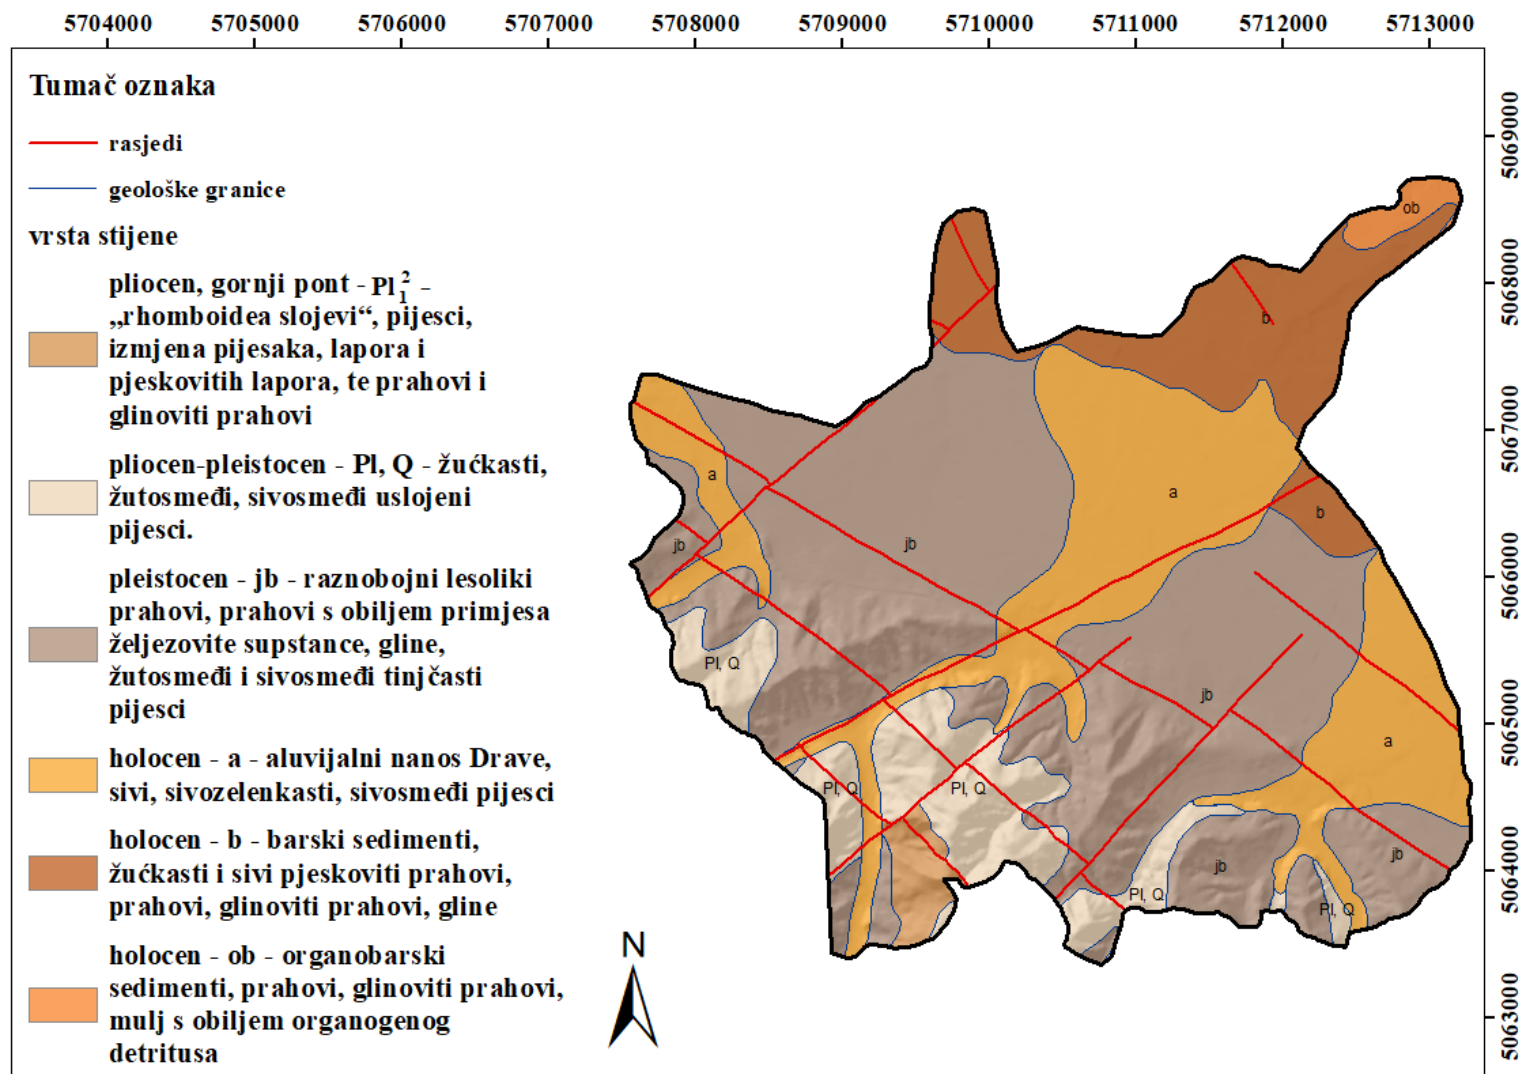 5704000 5705000 5706000 5707000 5708000 5709000 5710000 5711000 5712000 5713000
Tumač oznaka
rasjedi
geološke granice
vrsta stijene
pliocen, gornji pont - Pl₁² –
„rhomboidea slojevi“, pijesci,
izmjena pijesaka, lapora i
pjeskovitih lapora, te prahovi i
glinoviti prahovi
pliocen-pleistocen - Pl, Q - žućkasti,
žutosmeđi, sivosmeđi uslojeni
pijesci.
pleistocen - jb - raznobojni lesoliki
prahovi, prahovi s obiljem primjesa
željezovite supstance, gline,
žutosmeđi i sivosmeđi tinjčasti
pijesci
holocen - a - aluvijalni nanos Drave,
sivi, sivozelenkasti, sivosmeđi pijesci
holocen - b - barski sedimenti,
žućkasti i sivi pjeskoviti prahovi,
prahovi, glinoviti prahovi, gline
holocen - ob - organobarski
sedimenti, prahovi, glinoviti prahovi,
mulj s obiljem organogenog
detritusa
ob
b
a
a
b
jb
jb
Pl, Q
jb
a
Pl, Q
Pl, Q
jb
jb
Pl, Q
Pl, Q
N
5069000
5068000
5067000
5066000
5065000
5064000
5063000